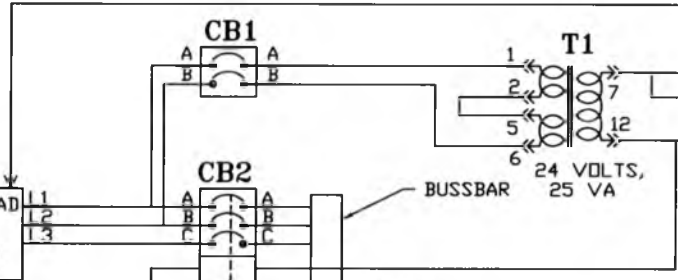 CB1
T1
A A
B B
1
2
5
6
7
12
24 VOLTS,
25 VA
CB2
BUSSBAR
AD
L1
L2
L3
A A
B B
C C